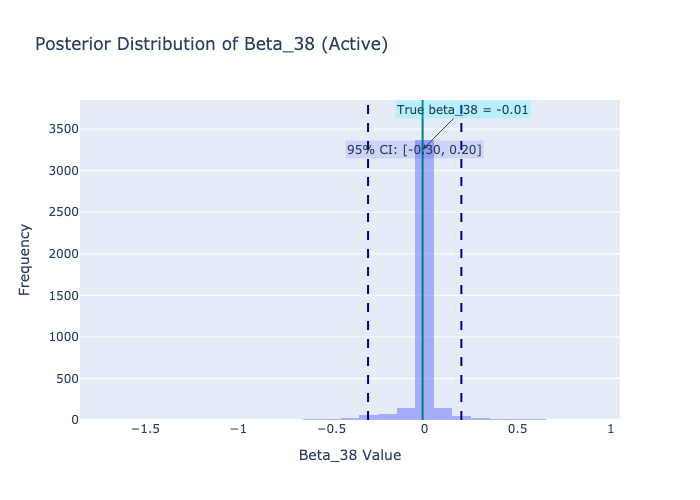 Posterior Distribution of Beta_38 (Active)
True beta_38 = -0.01
95% CI: [-0.30, 0.20]
3500
3000
2500
2000
1500
1000
500
0
Frequency
−1.5
−1
−0.5
0
0.5
1
Beta_38 Value